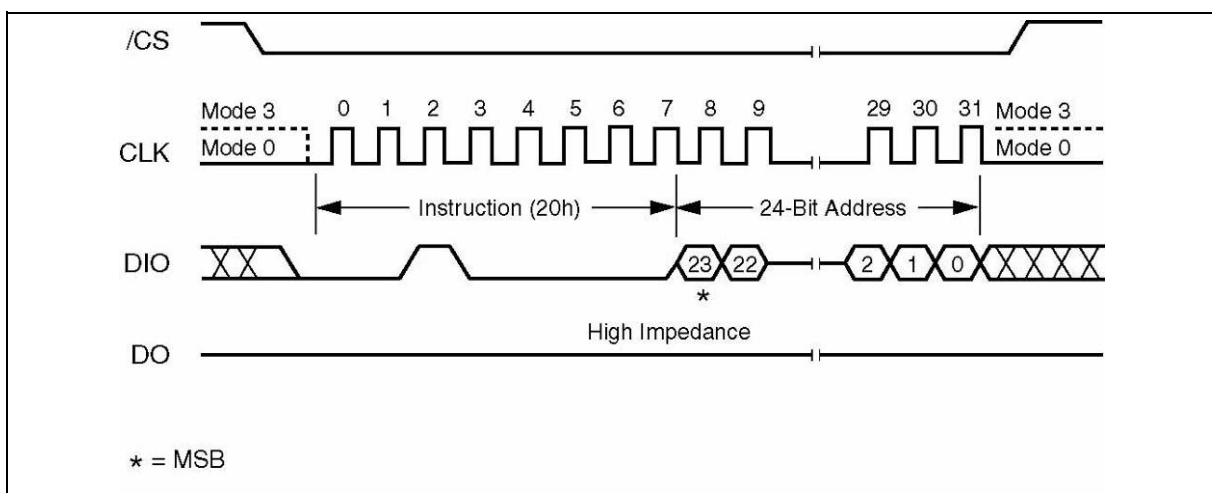 /CS
Mode 3 0 1 2 3 4 5 6 7 8 9 29 30 31 Mode 3
CLK Mode 0 Mode 0
Instruction (20h) 24-Bit Address
DIO 23 22 2 1 0
*
High Impedance
DO
* = MSB